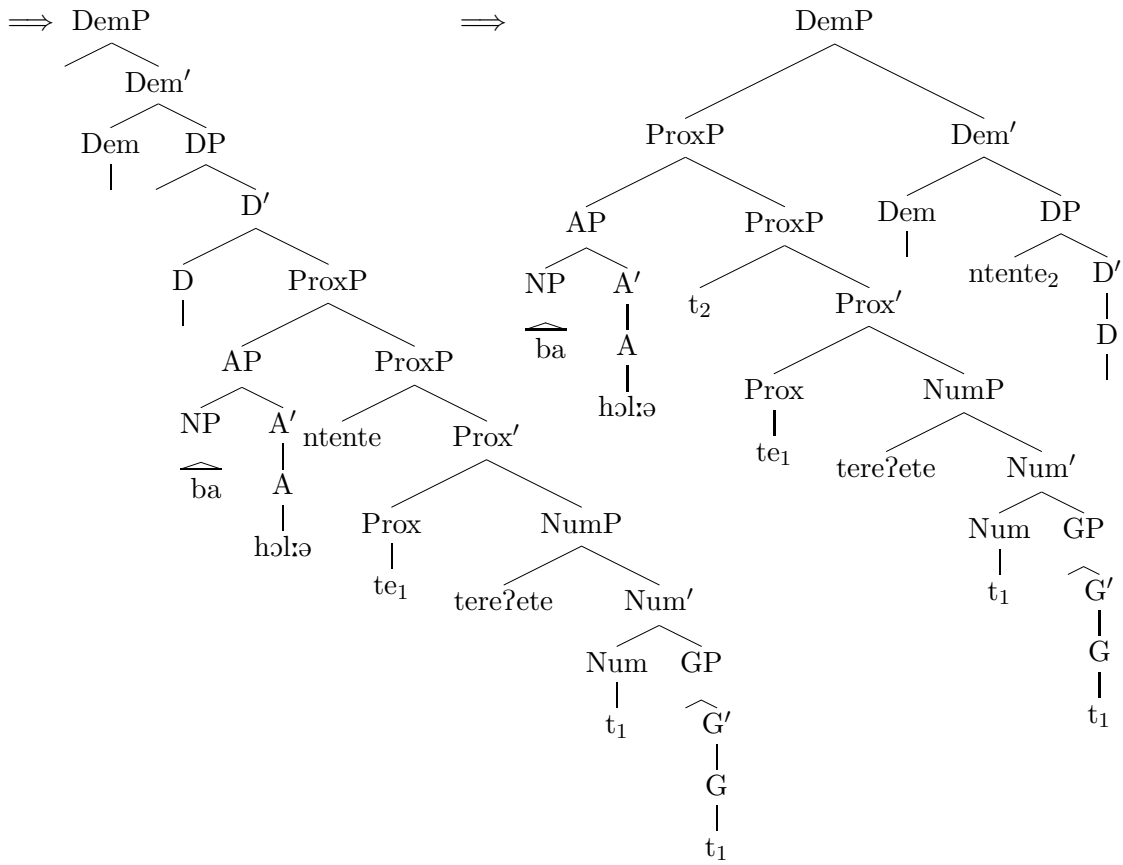 ⟹ DemP ⟹ DemP
Dem′
Dem DP ProxP Dem′
D′ AP ProxP Dem DP
D ProxP NP A′ t₂ Prox′ ntente₂ D′
ba A D
AP ProxP hɔlːə Prox NumP
NP A′ ntente Prox′ te₁ tereʔete Num′
ba A
hɔlːə Prox NumP Num GP
te₁ tereʔete Num′ t₁ G′
Num GP G
t₁ G′ t₁
G
t₁